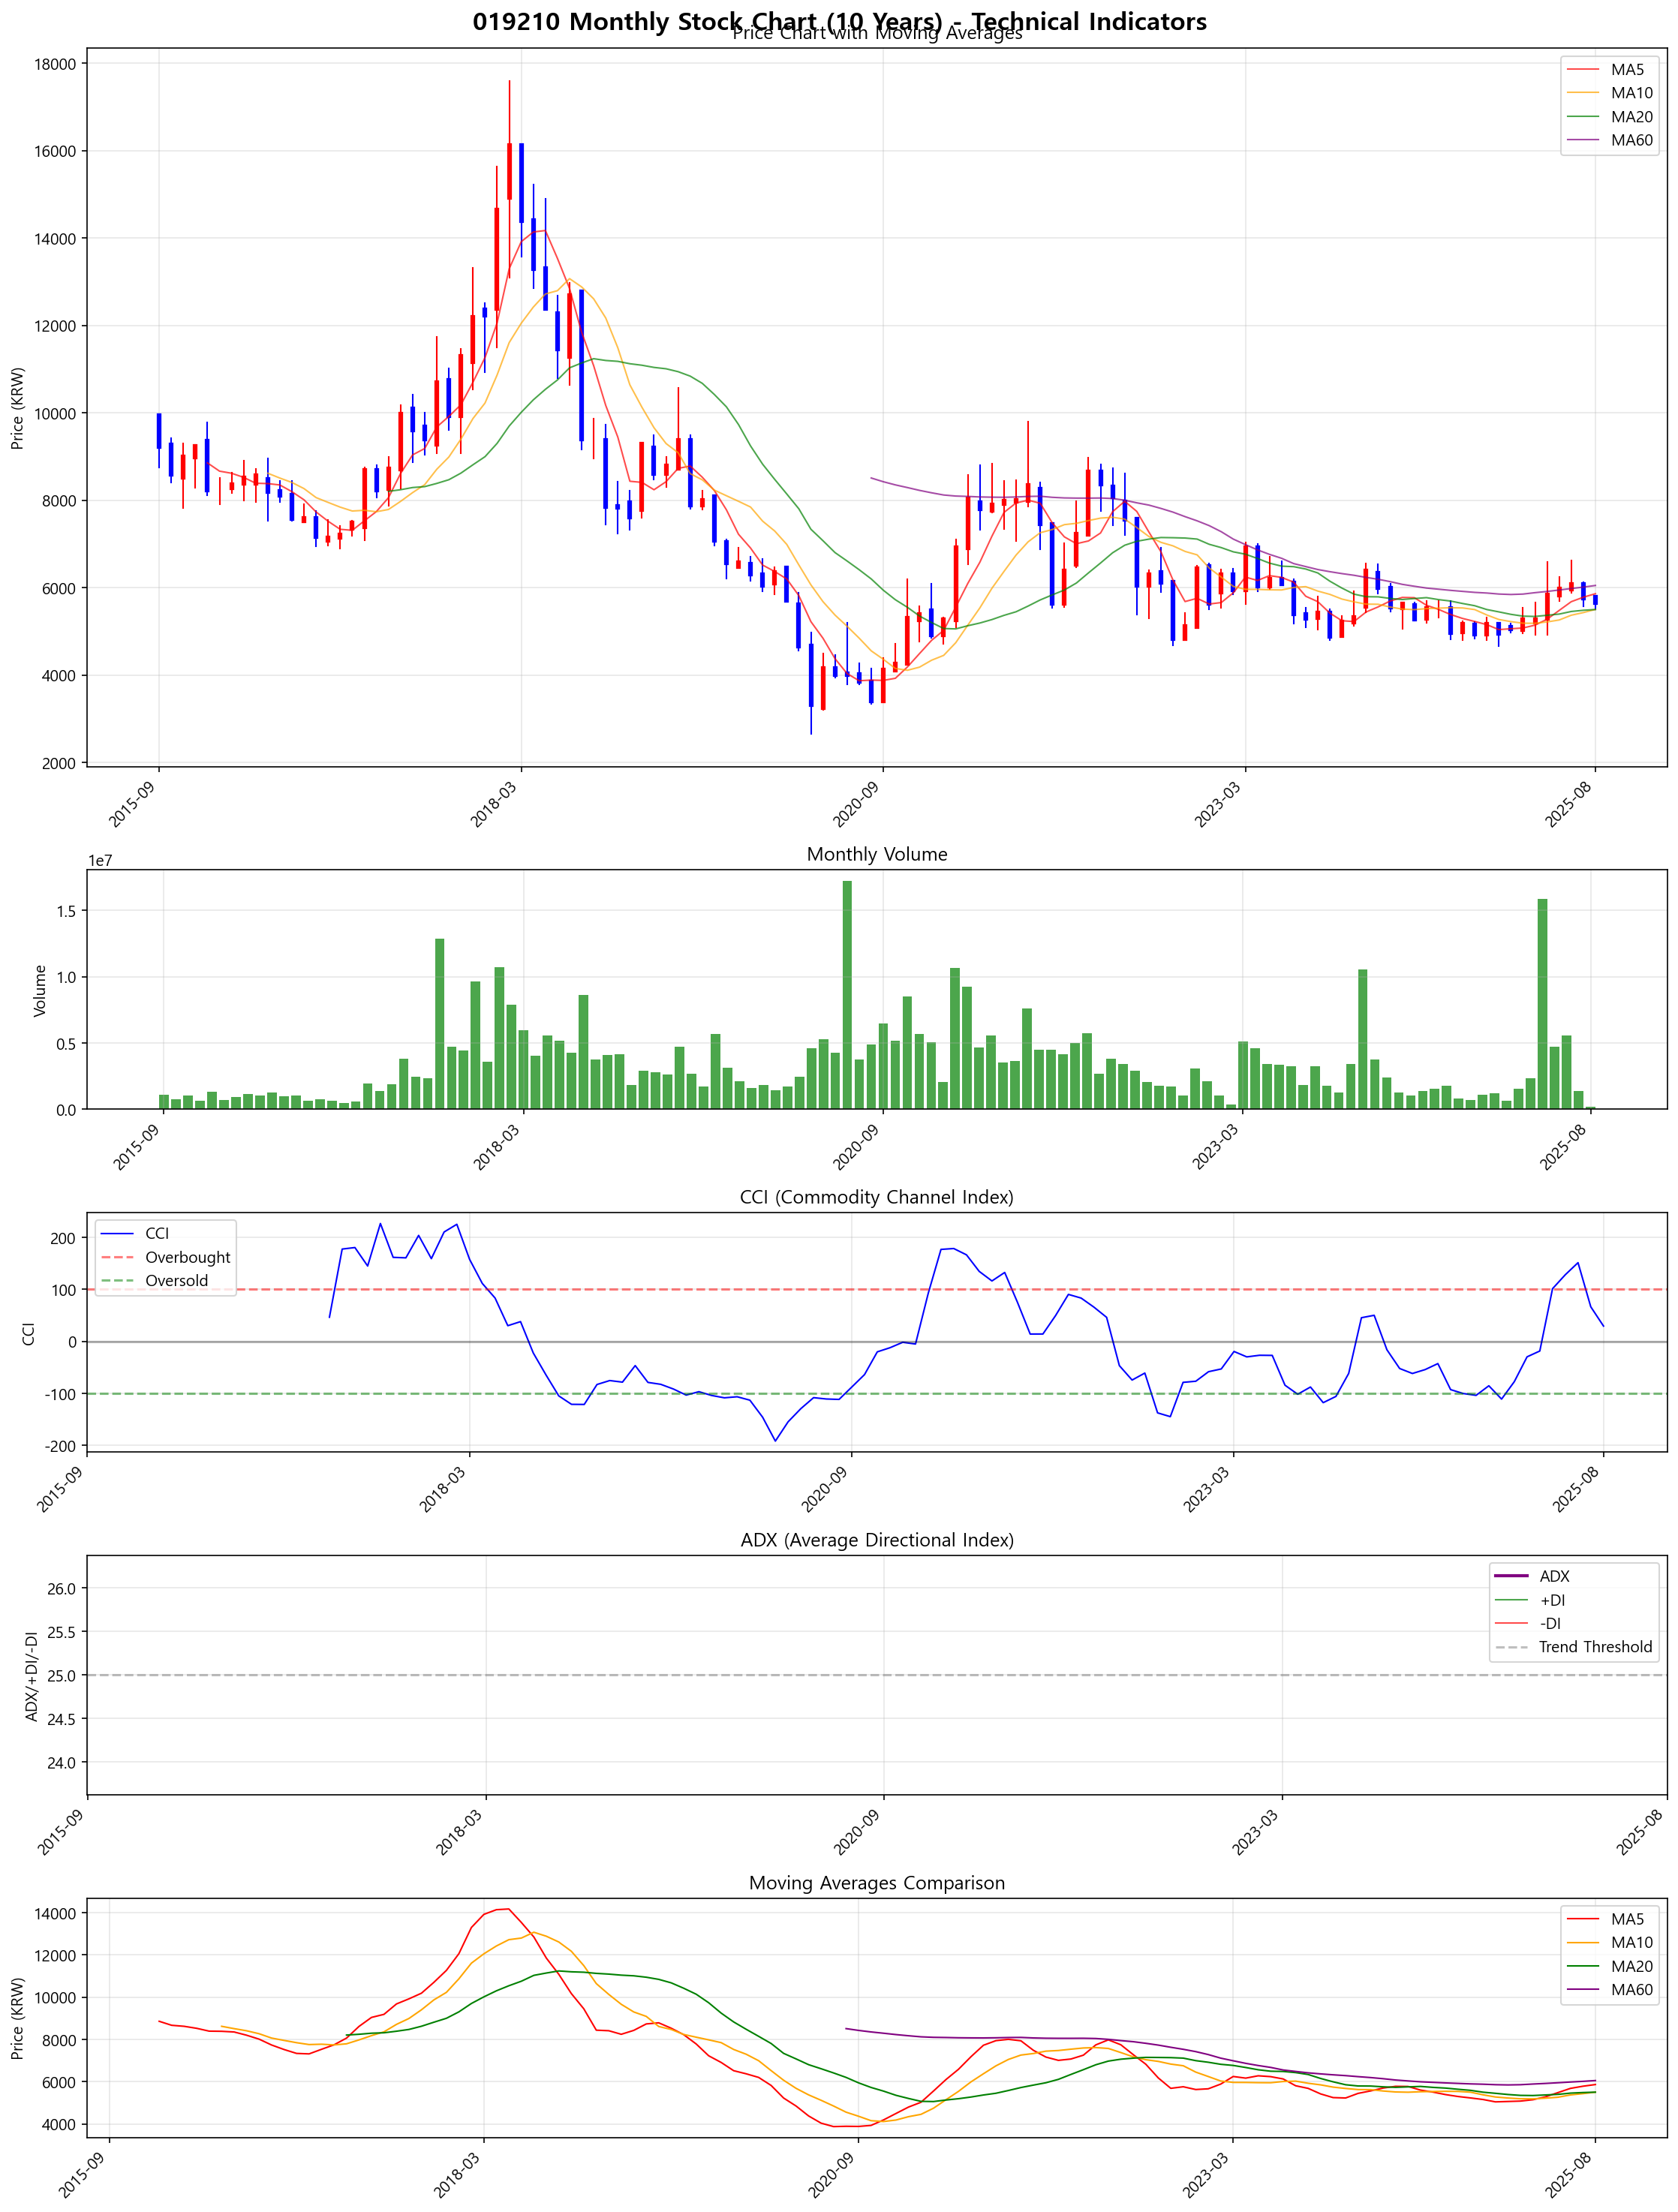 019210 Monthly Stock Chart (10 Years) - Technical Indicators
Price Chart with Moving Averages
Price (KRW)
18000
16000
14000
12000
10000
8000
6000
4000
2000
MA5
MA10
MA20
MA60
2015-09
2018-03
2020-09
2023-03
2025-08
Monthly Volume
1e7
Volume
1.5
1.0
0.5
0.0
2015-09
2018-03
2020-09
2023-03
2025-08
CCI (Commodity Channel Index)
CCI
200
100
0
-100
-200
CCI
Overbought
Oversold
2015-09
2018-03
2020-09
2023-03
2025-08
ADX (Average Directional Index)
ADX/+DI/-DI
26.0
25.5
25.0
24.5
24.0
ADX
+DI
-DI
Trend Threshold
2015-09
2018-03
2020-09
2023-03
2025-08
Moving Averages Comparison
Price (KRW)
14000
12000
10000
8000
6000
4000
MA5
MA10
MA20
MA60
2015-09
2018-03
2020-09
2023-03
2025-08